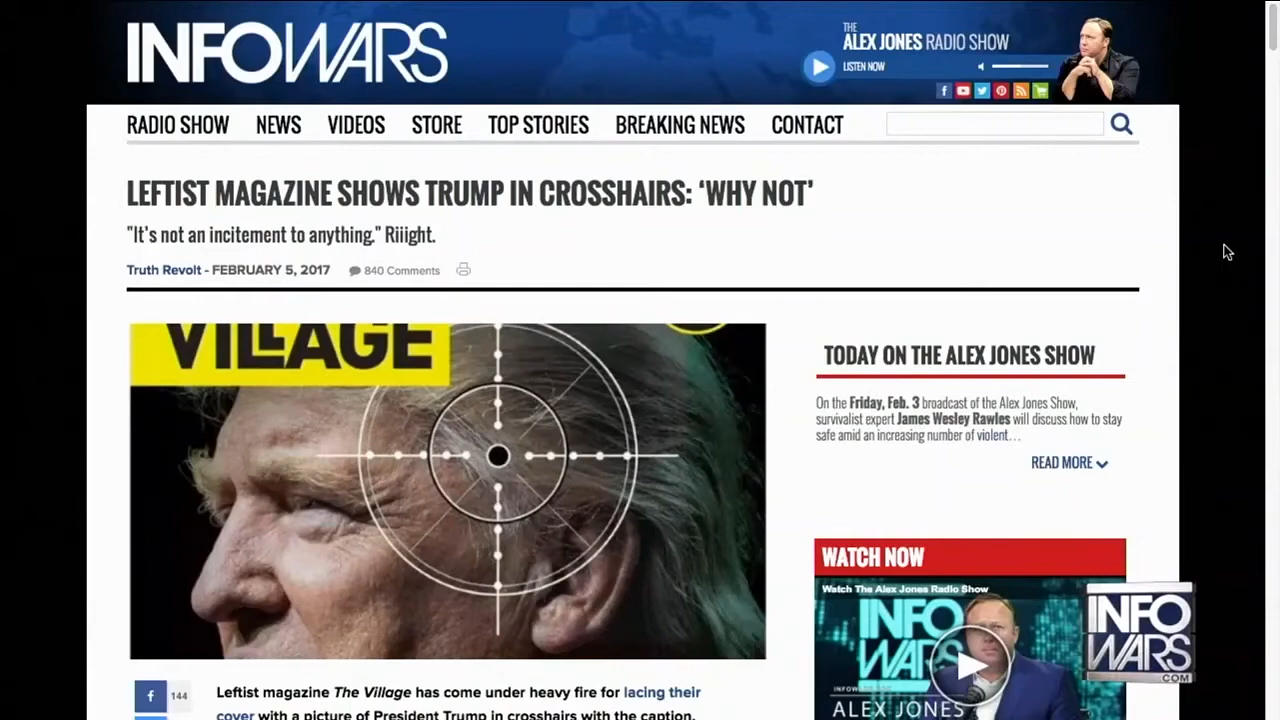 INFOWARS
THE
ALEX JONES RADIO SHOW
LISTEN NOW
RADIO SHOW NEWS VIDEOS STORE TOP STORIES BREAKING NEWS CONTACT
LEFTIST MAGAZINE SHOWS TRUMP IN CROSSHAIRS: ‘WHY NOT’
"It's not an incitement to anything." Riiight.
Truth Revolt - FEBRUARY 5, 2017 840 Comments
VILLAGE
TODAY ON THE ALEX JONES SHOW
On the Friday, Feb. 3 broadcast of the Alex Jones Show,
survivalist expert James Wesley Rawles will discuss how to stay
safe amid an increasing number of violent…
READ MORE
WATCH NOW
Watch The Alex Jones Radio Show
INFO
WARS
ALEX JONES
INFO
WARS
.COM
144
Leftist magazine The Village has come under heavy fire for lacing their
cover with a picture of President Trump in crosshairs with the caption,